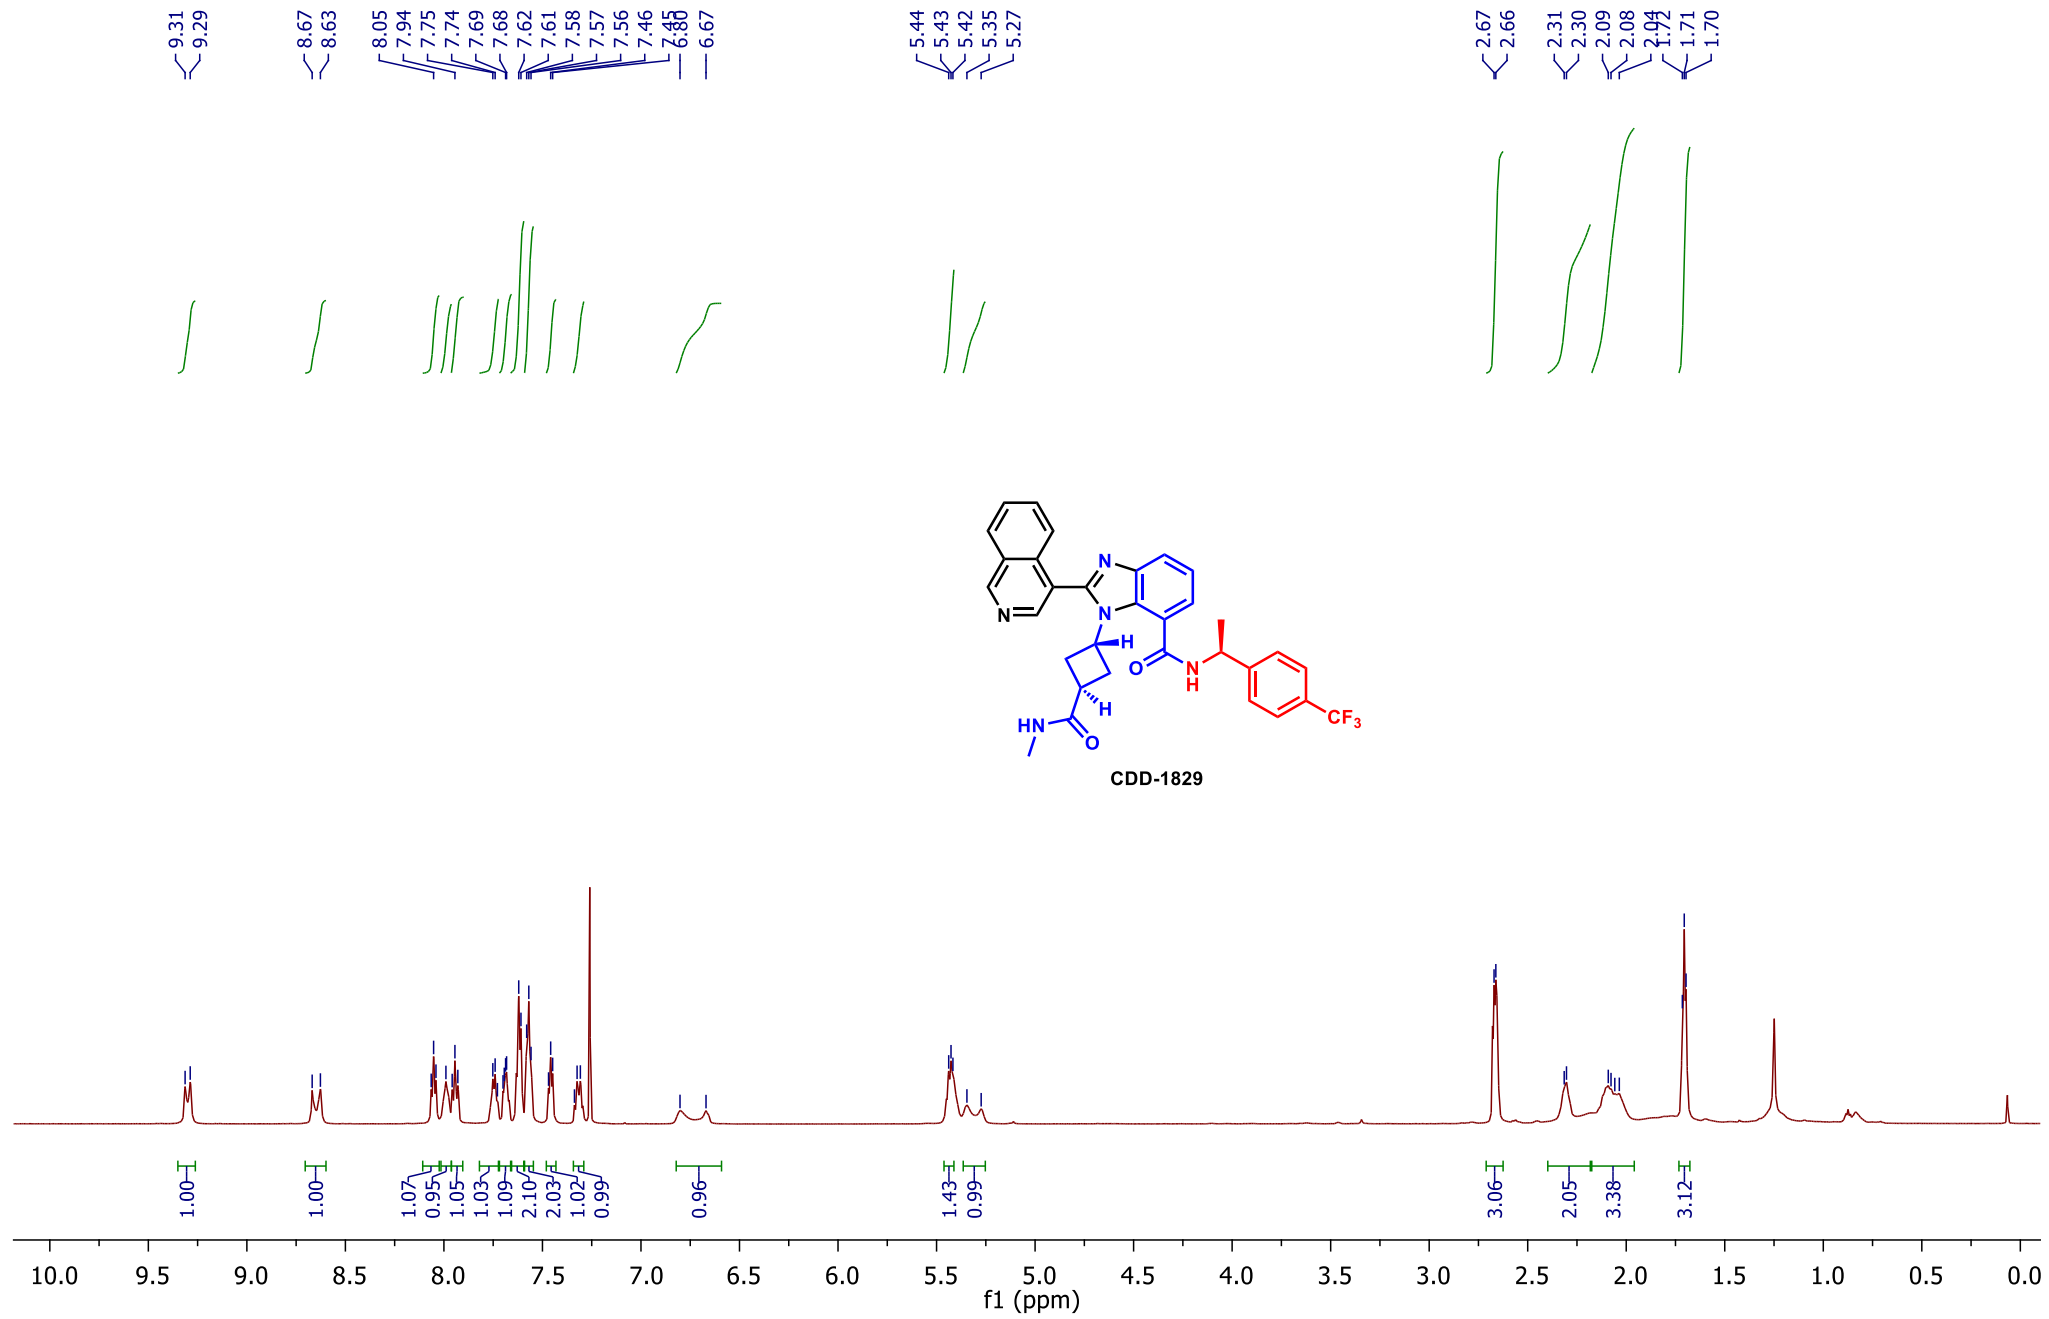 9.31 9.29 8.67 8.63 8.05 7.94 7.75 7.74 7.69 7.68 7.62 7.61 7.58 7.57 7.56 7.46 7.45 6.80 6.67 5.44 5.43 5.42 5.35 5.27 2.67 2.66 2.31 2.30 2.09 2.08 2.04 1.72 1.71 1.70
N
N
N
H
O
N
H
H
CF3
HN
O
CDD-1829
1.00 1.00 1.07 0.95 1.05 1.03 1.09 2.10 2.03 1.02 0.99 0.96 1.43 0.99 3.06 2.05 3.38 3.12
10.0 9.5 9.0 8.5 8.0 7.5 7.0 6.5 6.0 5.5 5.0 4.5 4.0 3.5 3.0 2.5 2.0 1.5 1.0 0.5 0.0
f1 (ppm)